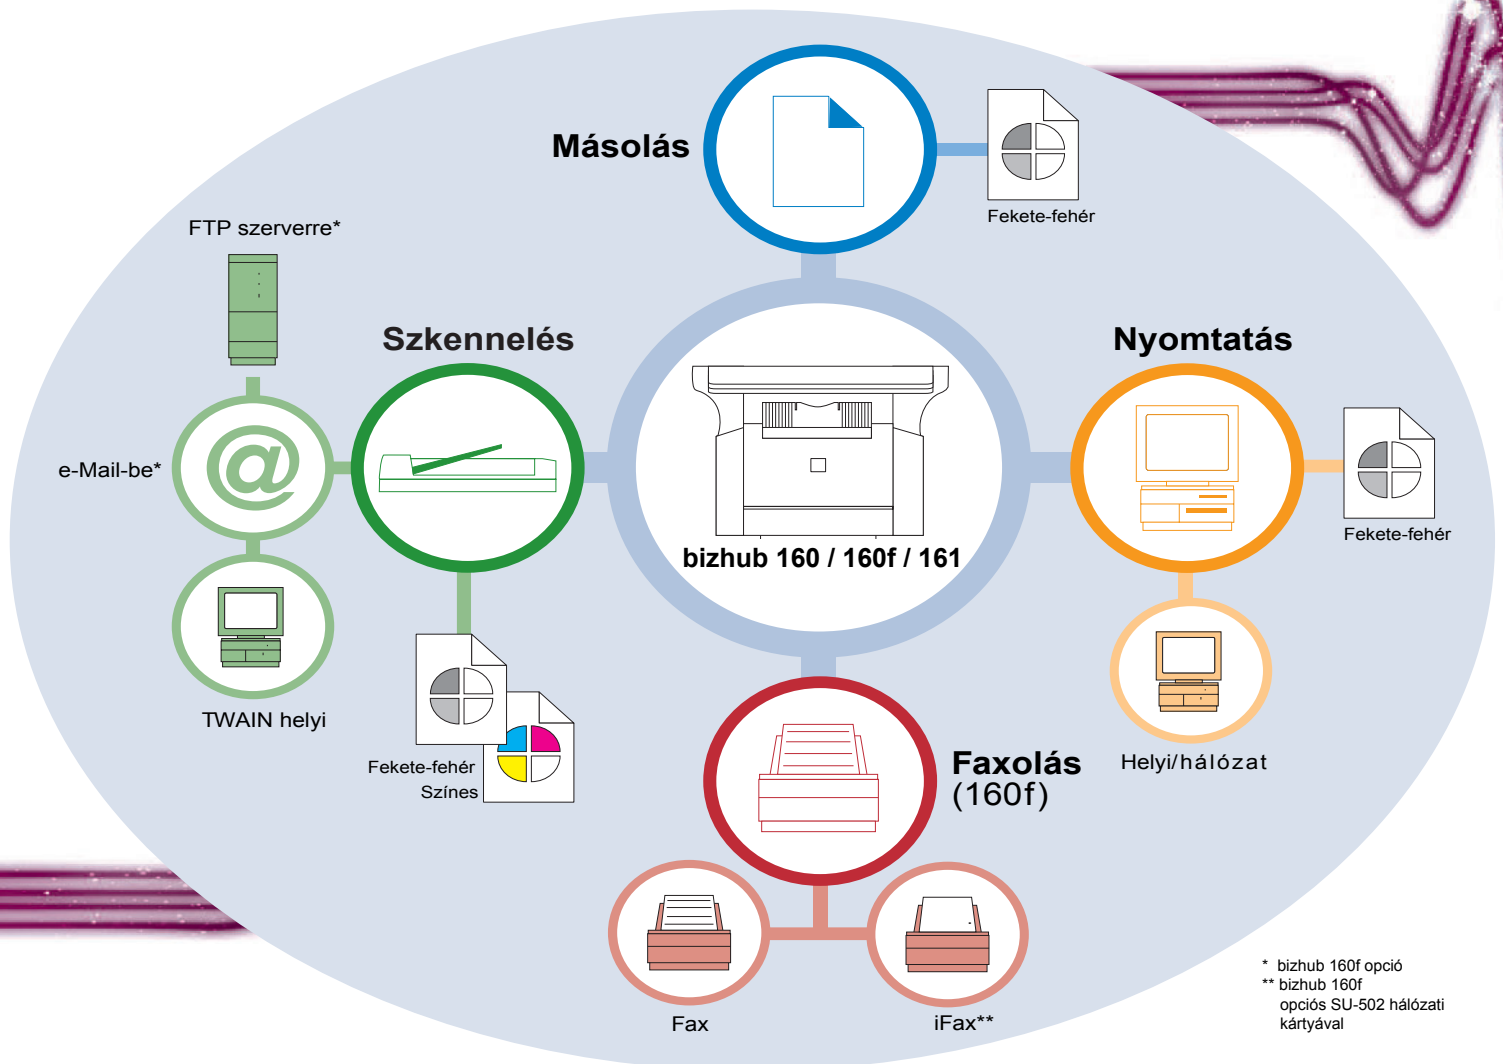 Másolás
Fekete-fehér
FTP szerverre*
Szkennelés
Nyomtatás
e-Mail-be*
bizhub 160 / 160f / 161
Fekete-fehér
TWAIN helyi
Fekete-fehér
Színes
Faxolás
(160f)
Helyi/hálózat
Fax
iFax**
* bizhub 160f opció
** bizhub 160f
opciós SU-502 hálózati
kártyával